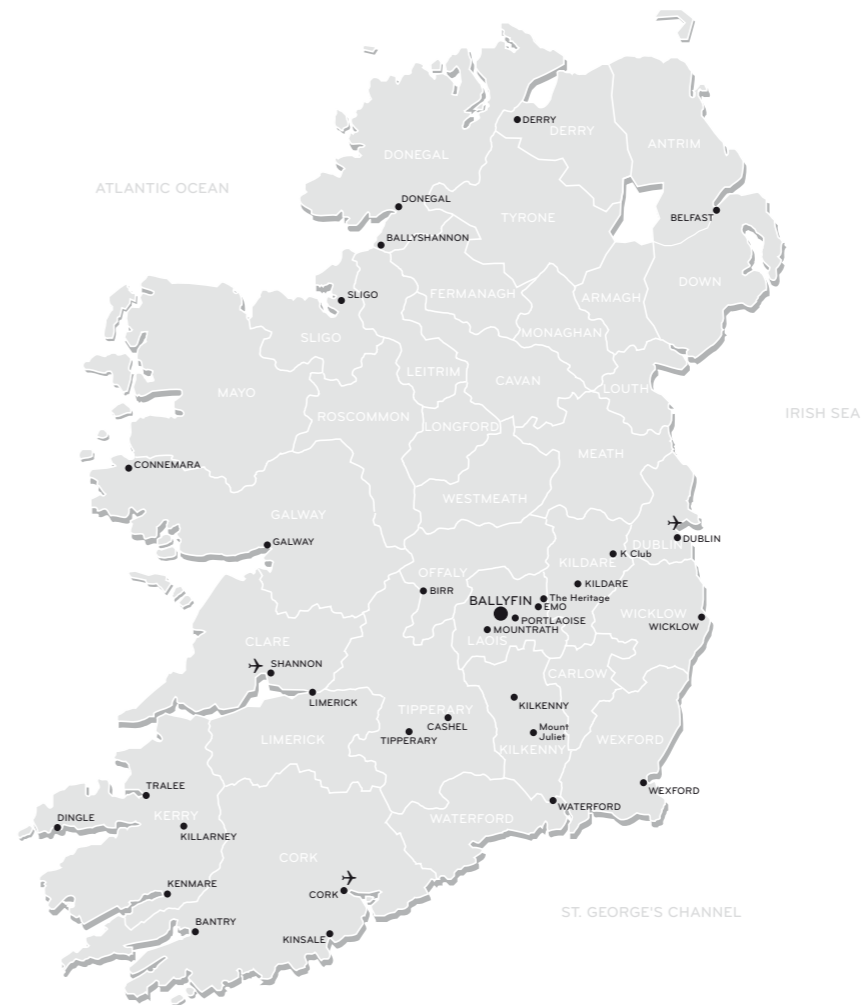 DERRY
DERRY
ANTRIM
DONEGAL
ATLANTIC OCEAN
DONEGAL
BELFAST
TYRONE
BALLYSHANNON
DOWN
FERMANAGH
SLIGO
ARMAGH
MONAGHAN
SLIGO
LEITRIM
CAVAN
LOUTH
MAYO
IRISH SEA
ROSCOMMON
LONGFORD
MEATH
CONNEMARA
WESTMEATH
GALWAY
DUBLIN
DUBLIN
GALWAY
K Club
KILDARE
OFFALY
KILDARE
BIRR
The Heritage
BALLYFIN
EMO
WICKLOW
PORTLAOISE
WICKLOW
MOUNTRATH
LAOIS
CLARE
SHANNON
CARLOW
LIMERICK
KILKENNY
TIPPERARY
CASHEL
Mount
Juliet
LIMERICK
TIPPERARY
WEXFORD
KILKENNY
TRALEE
WEXFORD
WATERFORD
DINGLE
KERRY
WATERFORD
KILLARNEY
CORK
KENMARE
CORK
ST. GEORGE'S CHANNEL
BANTRY
KINSALE